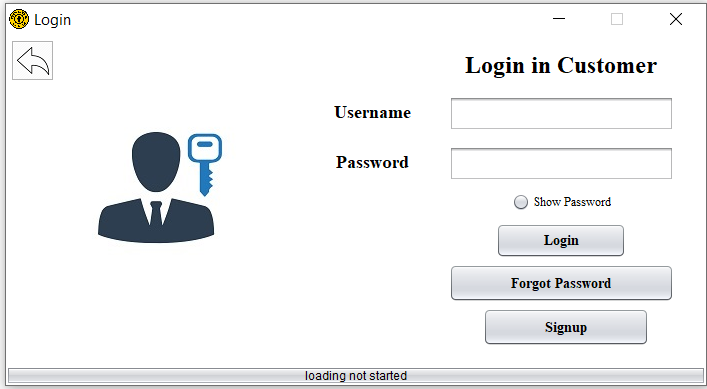 Login
Login in Customer
Username
Password
Show Password
Login
Forgot Password
Signup
loading not started